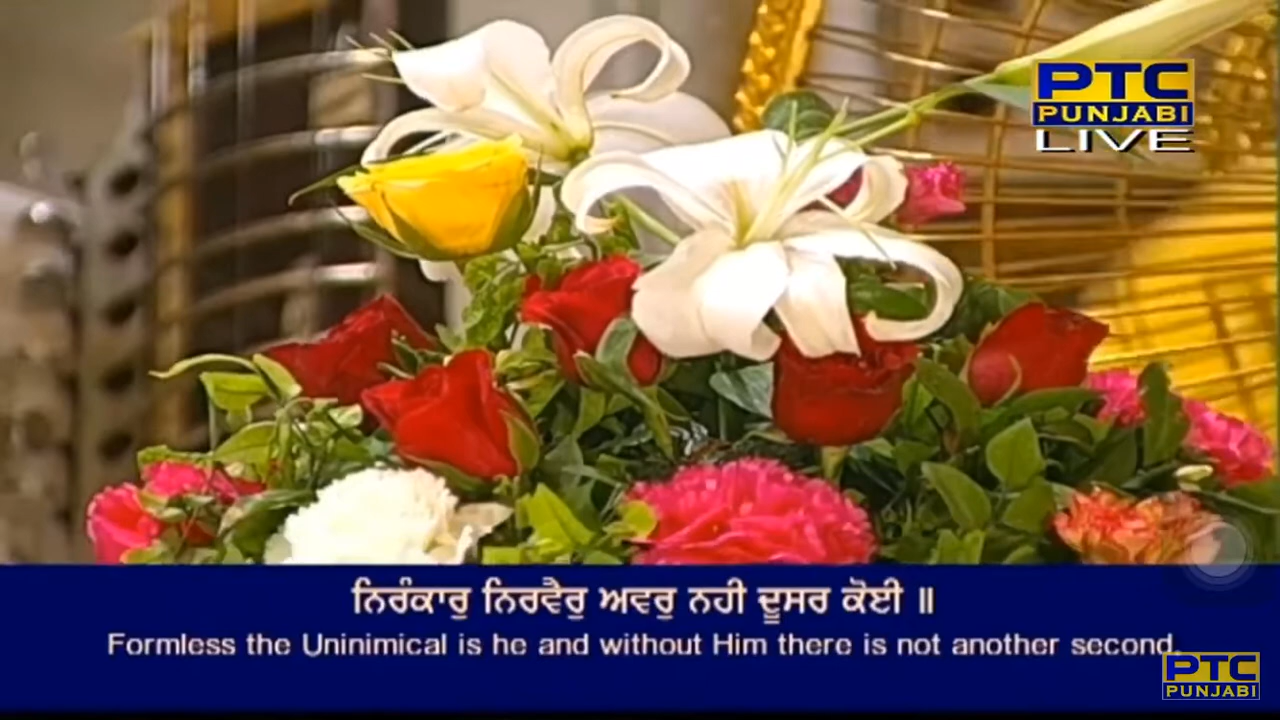 PTC
PUNJABI
LIVE
ਨਿਰੰਕਾਰੁ ਨਿਰਵੈਰੁ ਅਵਰੁ ਨਹੀ ਦੂਸਰ ਕੋਈ ॥
Formless the Uninimical is he and without Him there is not another second.
PTC
PUNJABI